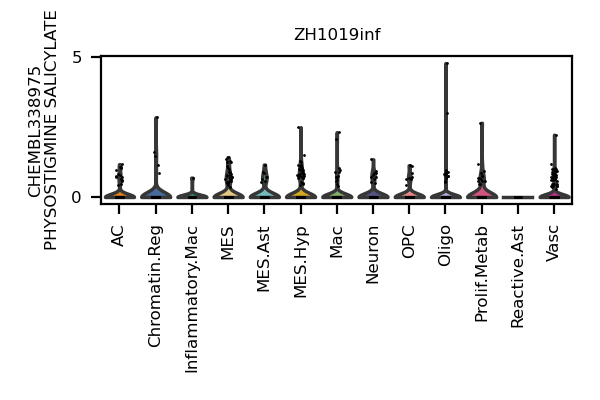 ZH1019inf
CHEMBL338975
PHYSOSTIGMINE SALICYLATE
5
0
AC
Chromatin.Reg
Inflammatory.Mac
MES
MES.Ast
MES.Hyp
Mac
Neuron
OPC
Oligo
Prolif.Metab
Reactive.Ast
Vasc